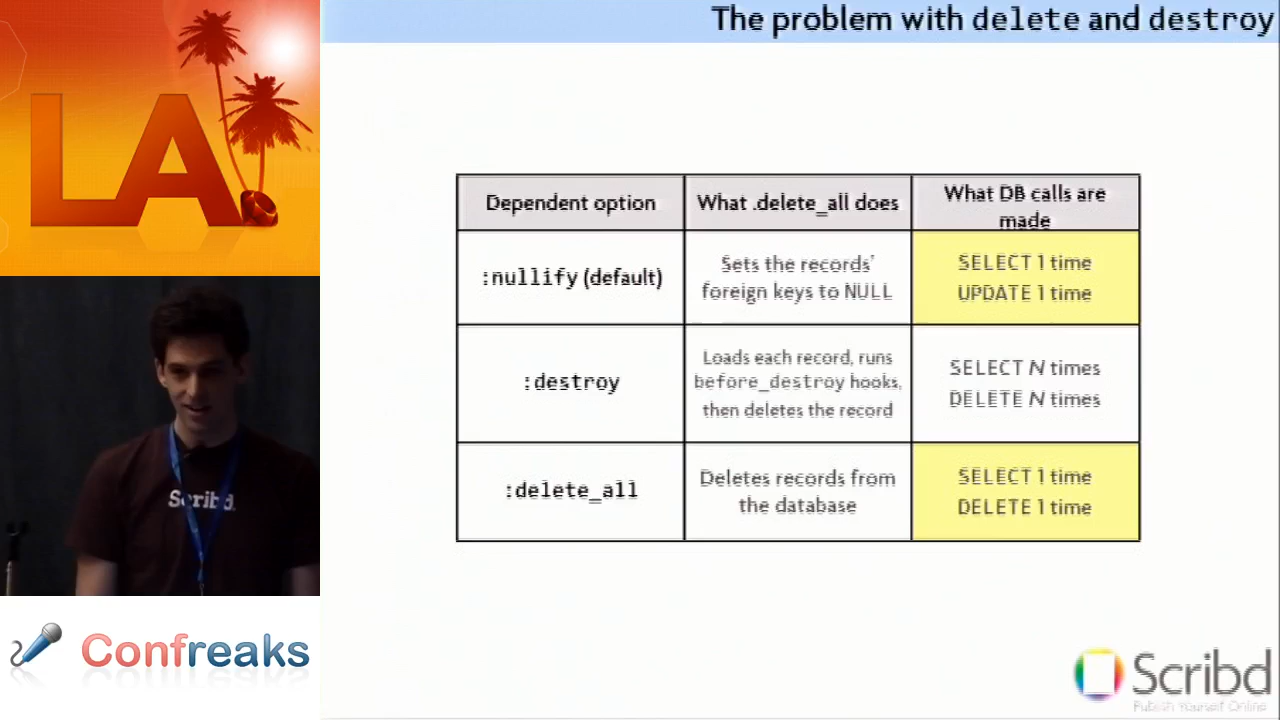 The problem with delete and destroy
LA.
Dependent option
What .delete_all does
What DB calls are
made
:nullify (default)
Sets the records'
foreign keys to NULL
SELECT 1 time
UPDATE 1 time
:destroy
Loads each record, runs
before_destroy hooks,
then deletes the record
SELECT N times
DELETE N times
:delete_all
Deletes records from
the database
SELECT 1 time
DELETE 1 time
Scribd.
Confreaks
Scribd
Publish Yourself Online